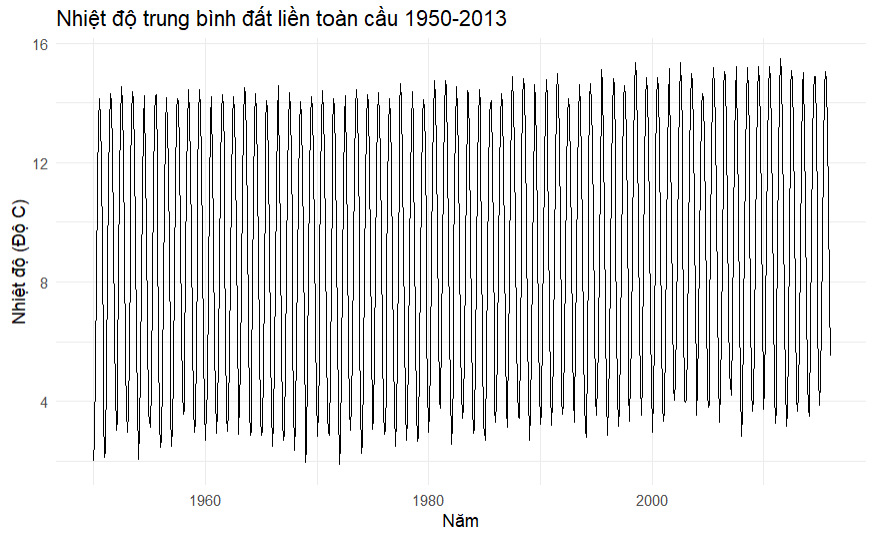 Nhiệt độ trung bình đất liền toàn cầu 1950-2013
16
12
8
4
Nhiệt độ (Độ C)
1960
1980
2000
Năm